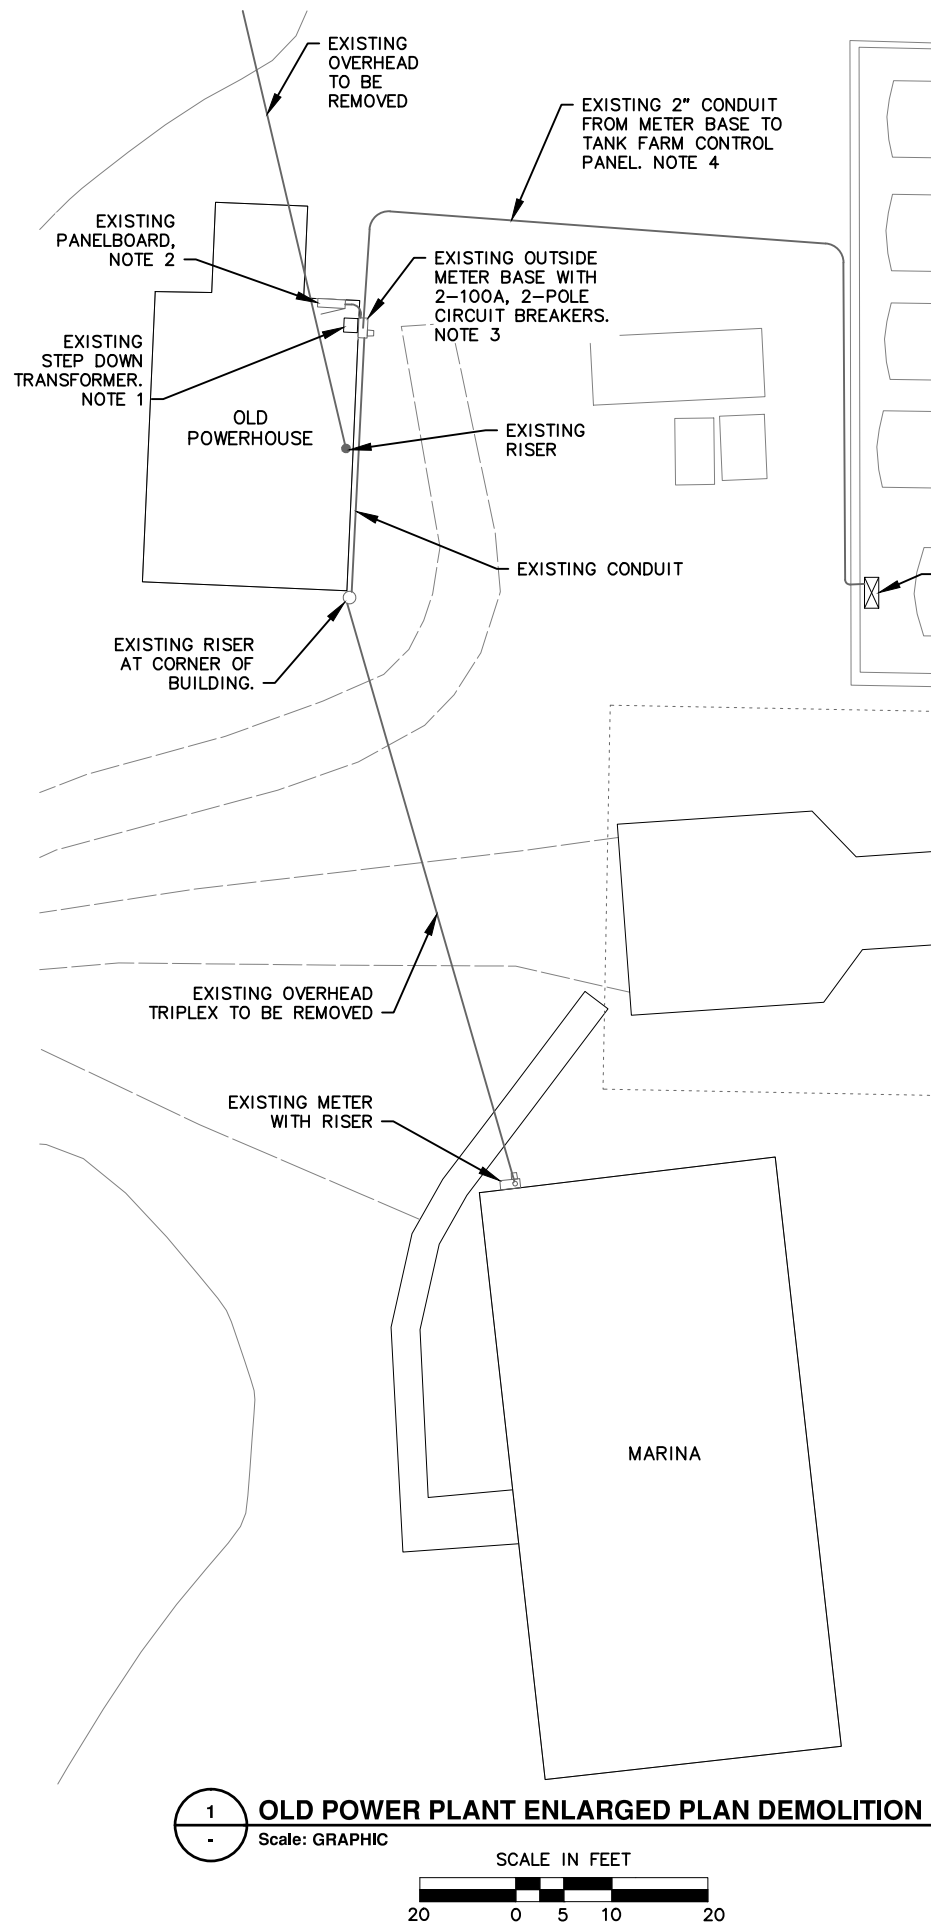 EXISTING
OVERHEAD
TO BE
REMOVED
EXISTING 2" CONDUIT
FROM METER BASE TO
TANK FARM CONTROL
PANEL. NOTE 4
EXISTING
PANELBOARD,
NOTE 2
EXISTING OUTSIDE
METER BASE WITH
2-100A, 2-POLE
CIRCUIT BREAKERS.
NOTE 3
EXISTING
STEP DOWN
TRANSFORMER.
NOTE 1
OLD
POWERHOUSE
EXISTING
RISER
EXISTING CONDUIT
EXISTING RISER
AT CORNER OF
BUILDING.
EXISTING OVERHEAD
TRIPLEX TO BE REMOVED
EXISTING METER
WITH RISER
MARINA
1
-
OLD POWER PLANT ENLARGED PLAN DEMOLITION
Scale: GRAPHIC
SCALE IN FEET
20 0 5 10 20